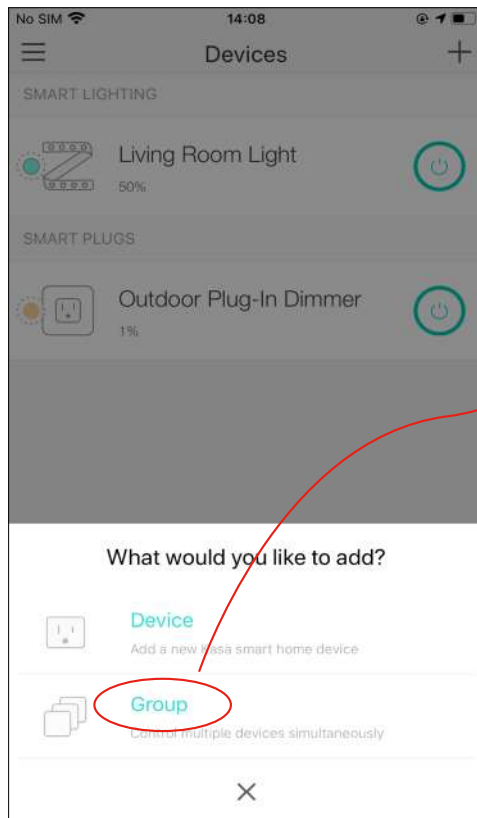 No SIM 14:08
Devices
SMART LIGHTING
Living Room Light
50%
SMART PLUGS
Outdoor Plug-In Dimmer
1%
What would you like to add?
Device
Add a new Kasa smart home device
Group
Control multiple devices simultaneously